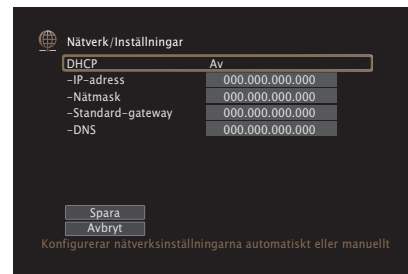 Nätverk/Inställningar
DHCP Av
-IP-adress 000.000.000.000
-Nätmask 000.000.000.000
-Standard-gateway 000.000.000.000
-DNS 000.000.000.000
Spara
Avbryt
Konfigurerar nätverksinställningarna automatiskt eller manuellt